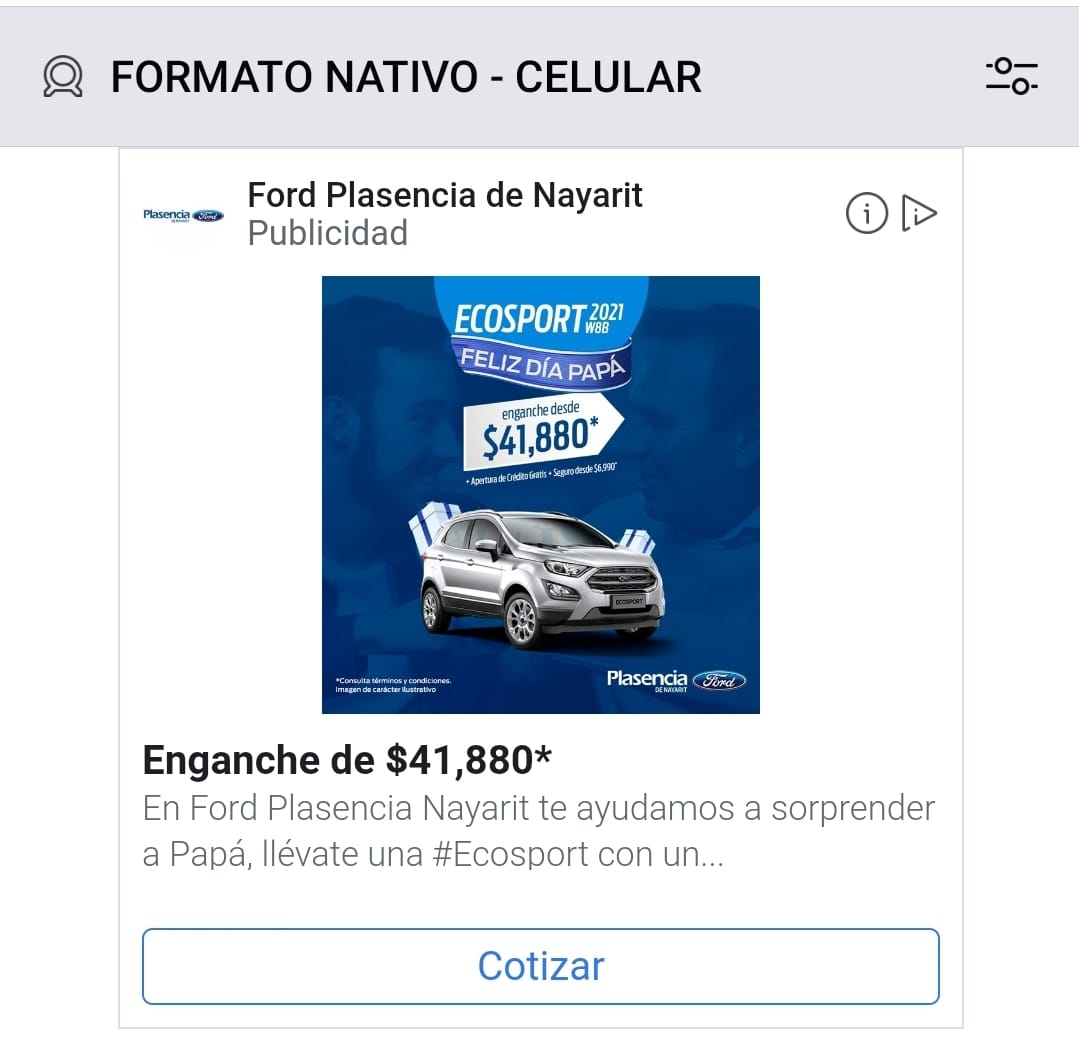 FORMATO NATIVO - CELULAR
Plasencia Ford
DE NAYARIT
Ford Plasencia de Nayarit
Publicidad
ECOSPORT 2021
W8B
FELIZ DÍA PAPÁ
enganche desde
$41,880*
+ Apertura de Crédito Gratis + Seguro desde $6,990*
ECOSPORT
*Consulta términos y condiciones.
Imagen de carácter ilustrativo
Plasencia Ford
DE NAYARIT
Enganche de $41,880*
En Ford Plasencia Nayarit te ayudamos a sorprender
a Papá, llévate una #Ecosport con un...
Cotizar